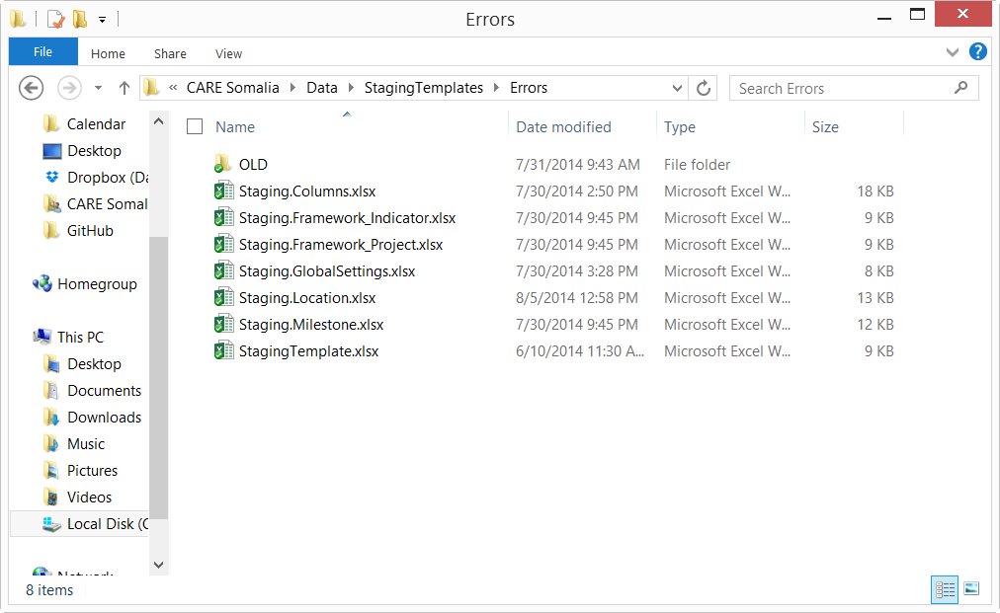 Errors
File Home Share View
« CARE Somalia Data StagingTemplates Errors Search Errors
Name Date modified Type Size
Calendar
Desktop
Dropbox (Da
CARE Somal
GitHub
Homegroup
This PC
Desktop
Documents
Downloads
Music
Pictures
Videos
Local Disk (C
Network
OLD 7/31/2014 9:43 AM File folder
Staging.Columns.xlsx 7/30/2014 2:50 PM Microsoft Excel W... 18 KB
Staging.Framework_Indicator.xlsx 7/30/2014 9:45 PM Microsoft Excel W... 9 KB
Staging.Framework_Project.xlsx 7/30/2014 9:45 PM Microsoft Excel W... 9 KB
Staging.GlobalSettings.xlsx 7/30/2014 3:28 PM Microsoft Excel W... 8 KB
Staging.Location.xlsx 8/5/2014 12:58 PM Microsoft Excel W... 13 KB
Staging.Milestone.xlsx 7/30/2014 9:45 PM Microsoft Excel W... 12 KB
StagingTemplate.xlsx 6/10/2014 11:30 A... Microsoft Excel W... 9 KB
8 items